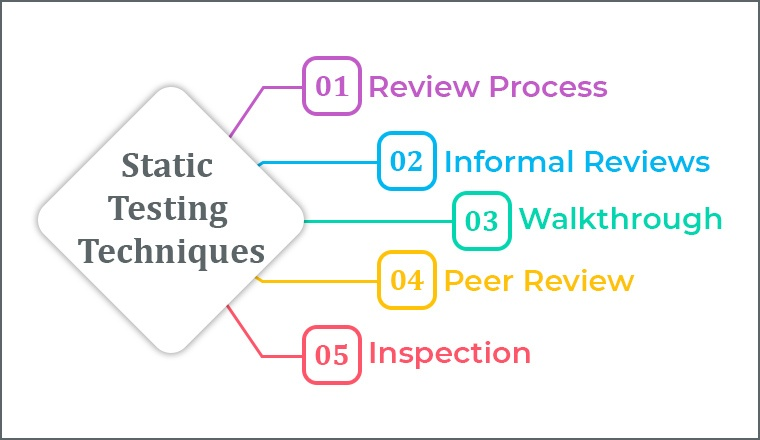 Static
Testing
Techniques
01 Review Process
02 Informal Reviews
03 Walkthrough
04 Peer Review
05 Inspection